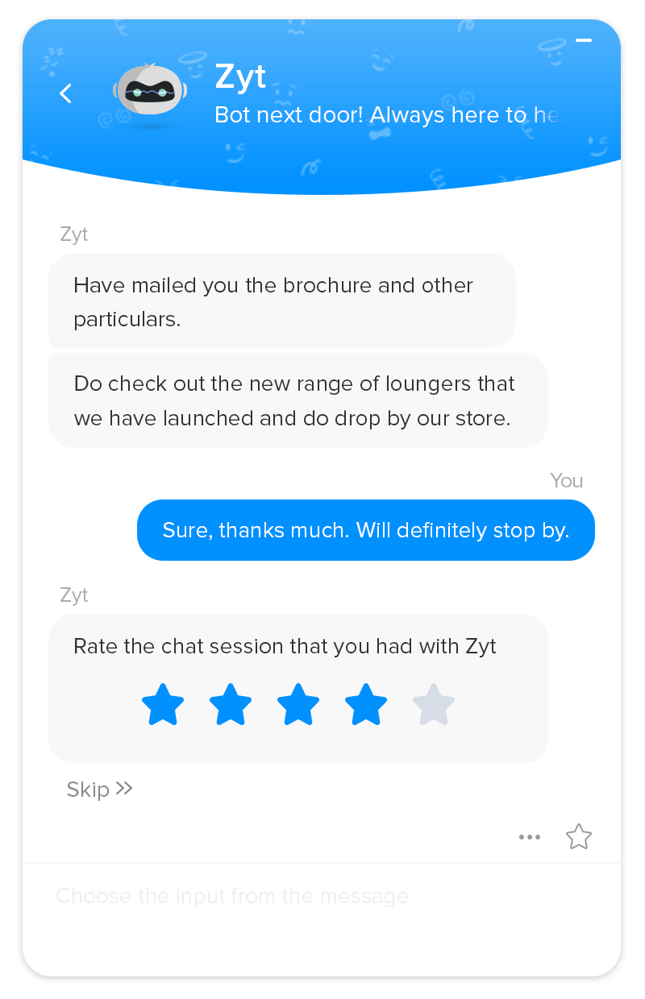 Zyt
Bot next door! Always here to he
Zyt
Have mailed you the brochure and other
particulars.
Do check out the new range of loungers that
we have launched and do drop by our store.
You
Sure, thanks much. Will definitely stop by.
Zyt
Rate the chat session that you had with Zyt
Skip
Choose the input from the message